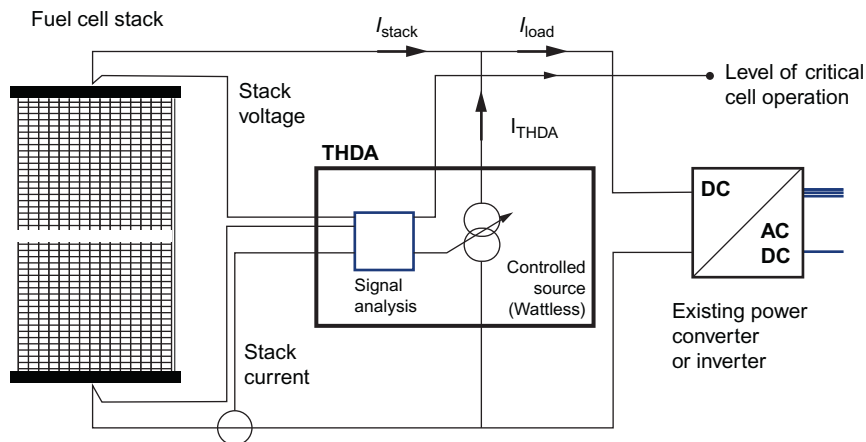 Fuel cell stack
I_stack
I_load
Stack
voltage
Level of critical
cell operation
I_THDA
THDA
DC
AC
DC
Signal
analysis
Controlled
source
(Wattless)
Existing power
converter
or inverter
Stack
current